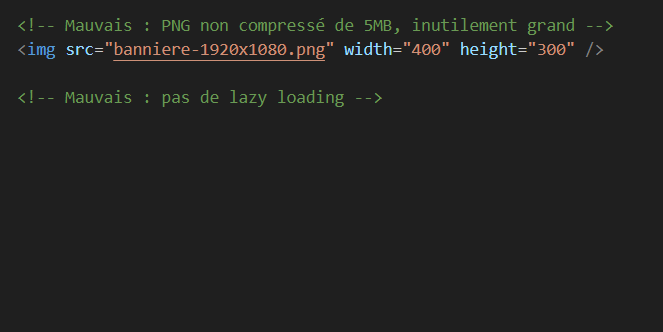 <!-- Mauvais : PNG non compressé de 5MB, inutilement grand -->
<img src="banniere-1920x1080.png" width="400" height="300" />
<!-- Mauvais : pas de lazy loading -->